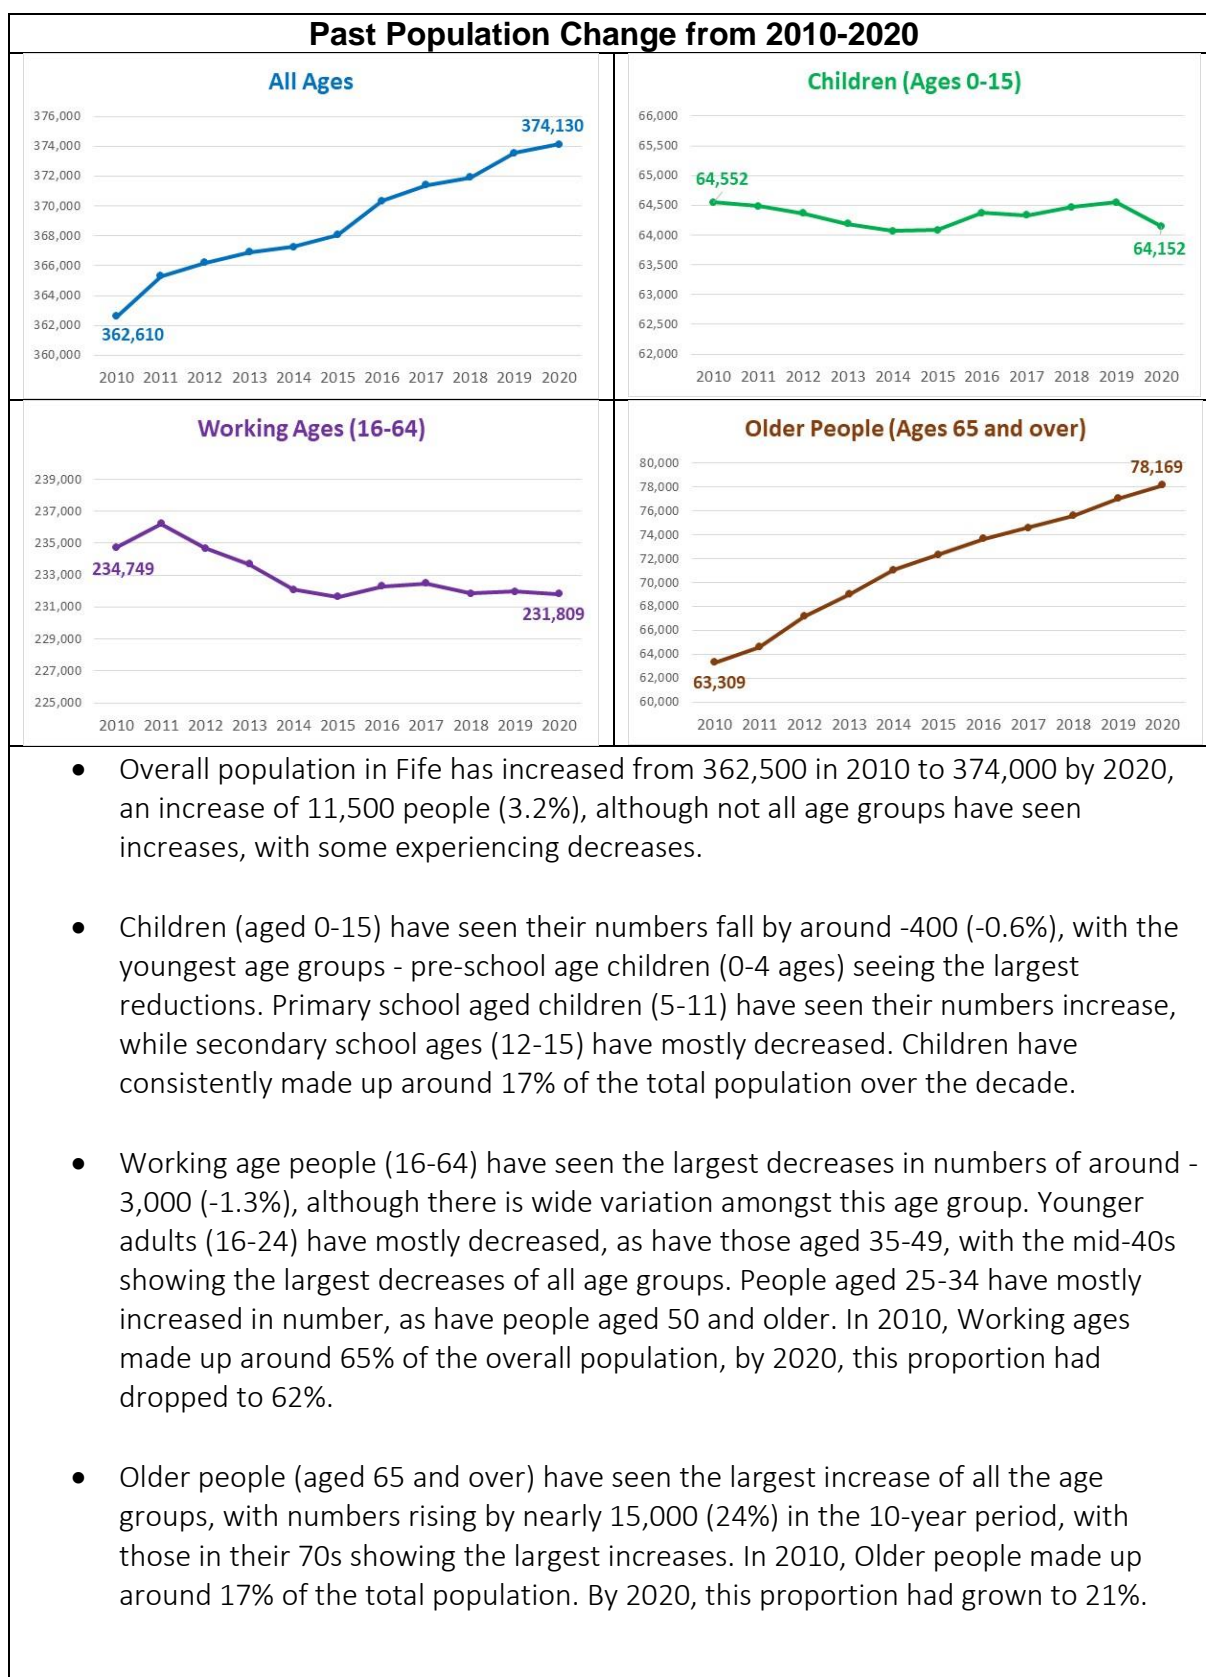 Past Population Change from 2010-2020
All Ages
376,000
374,000
372,000
370,000
368,000
366,000
364,000
362,000
360,000
374,130
362,610
2010 2011 2012 2013 2014 2015 2016 2017 2018 2019 2020
Children (Ages 0-15)
66,000
65,500
65,000
64,500
64,000
63,500
63,000
62,500
62,000
64,552
64,152
2010 2011 2012 2013 2014 2015 2016 2017 2018 2019 2020
Working Ages (16-64)
239,000
237,000
235,000
233,000
231,000
229,000
227,000
225,000
234,749
231,809
2010 2011 2012 2013 2014 2015 2016 2017 2018 2019 2020
Older People (Ages 65 and over)
80,000
78,000
76,000
74,000
72,000
70,000
68,000
66,000
64,000
62,000
60,000
78,169
63,309
2010 2011 2012 2013 2014 2015 2016 2017 2018 2019 2020
• Overall population in Fife has increased from 362,500 in 2010 to 374,000 by 2020,
an increase of 11,500 people (3.2%), although not all age groups have seen
increases, with some experiencing decreases.
• Children (aged 0-15) have seen their numbers fall by around -400 (-0.6%), with the
youngest age groups - pre-school age children (0-4 ages) seeing the largest
reductions. Primary school aged children (5-11) have seen their numbers increase,
while secondary school ages (12-15) have mostly decreased. Children have
consistently made up around 17% of the total population over the decade.
• Working age people (16-64) have seen the largest decreases in numbers of around -
3,000 (-1.3%), although there is wide variation amongst this age group. Younger
adults (16-24) have mostly decreased, as have those aged 35-49, with the mid-40s
showing the largest decreases of all age groups. People aged 25-34 have mostly
increased in number, as have people aged 50 and older. In 2010, Working ages
made up around 65% of the overall population, by 2020, this proportion had
dropped to 62%.
• Older people (aged 65 and over) have seen the largest increase of all the age
groups, with numbers rising by nearly 15,000 (24%) in the 10-year period, with
those in their 70s showing the largest increases. In 2010, Older people made up
around 17% of the total population. By 2020, this proportion had grown to 21%.